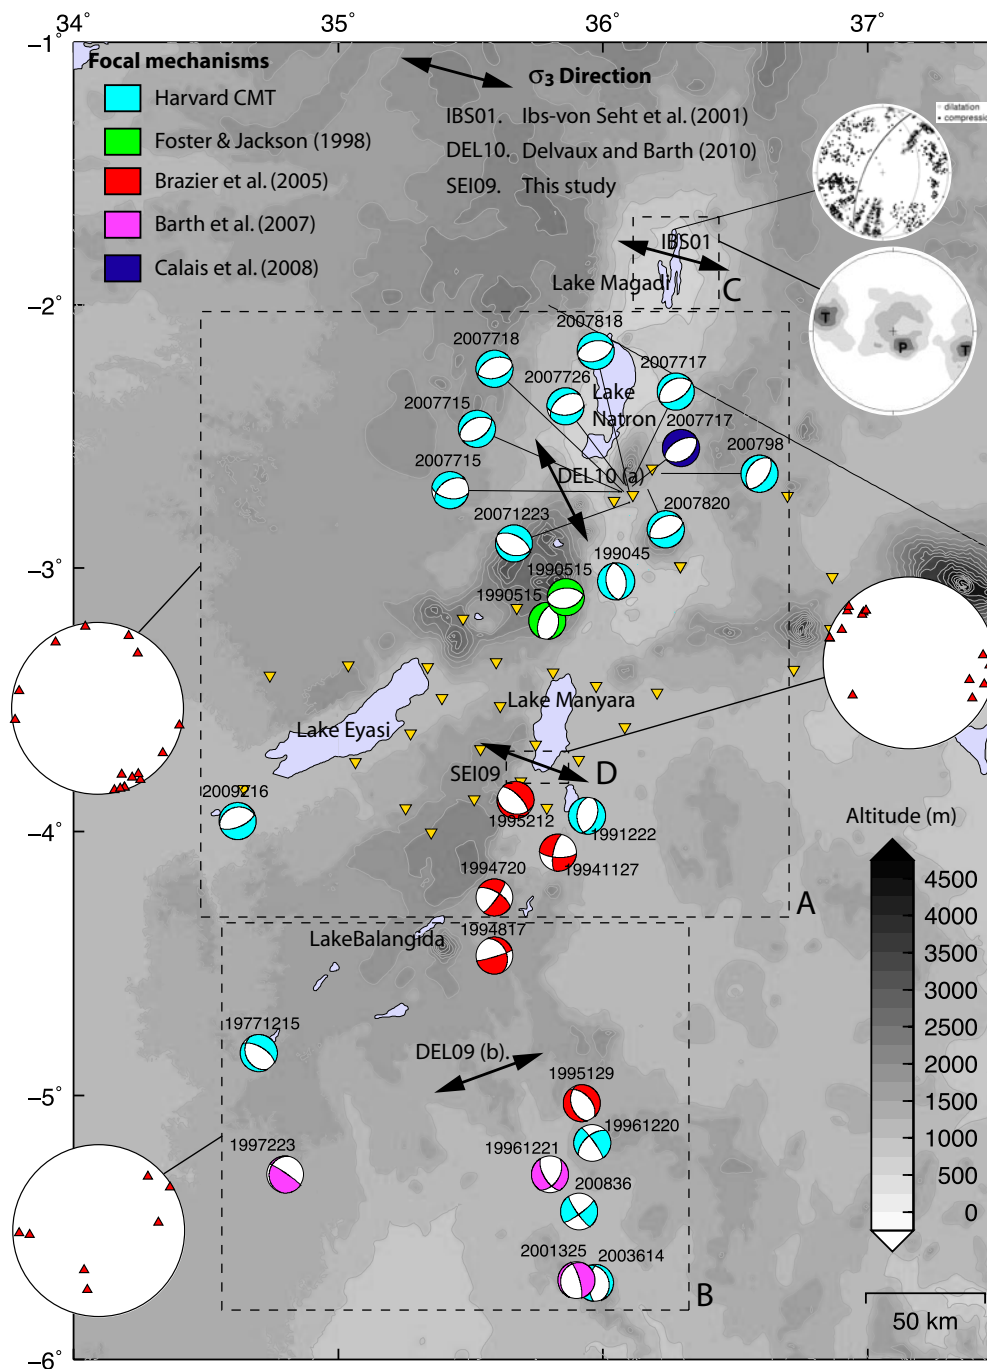 34°
35°
36°
37°
−1°
Focal mechanisms
Harvard CMT
Foster & Jackson (1998)
Brazier et al. (2005)
Barth et al. (2007)
Calais et al. (2008)
σ3 Direction
IBS01. Ibs-von Seht et al. (2001)
DEL10. Delvaux and Barth (2010)
SEI09. This study
dilatation
compressio
IBS01
Lake Magadi
C
T
P
T
−2°
2007818
2007718
2007717
2007726
Lake
Natron
2007715
2007717
200798
DEL10 (a)
2007715
2007820
20071223
199045
−3°
1990515
1990515
Lake Manyara
Lake Eyasi
SEI09
D
2009216
1995212
1991222
−4°
19941127
1994720
A
1994817
LakeBalangida
Altitude (m)
4500
4000
3500
3000
2500
2000
1500
1000
500
0
19771215
DEL09 (b).
−5°
1995129
19961220
1997223
19961221
200836
2001325
2003614
B
50 km
−6°